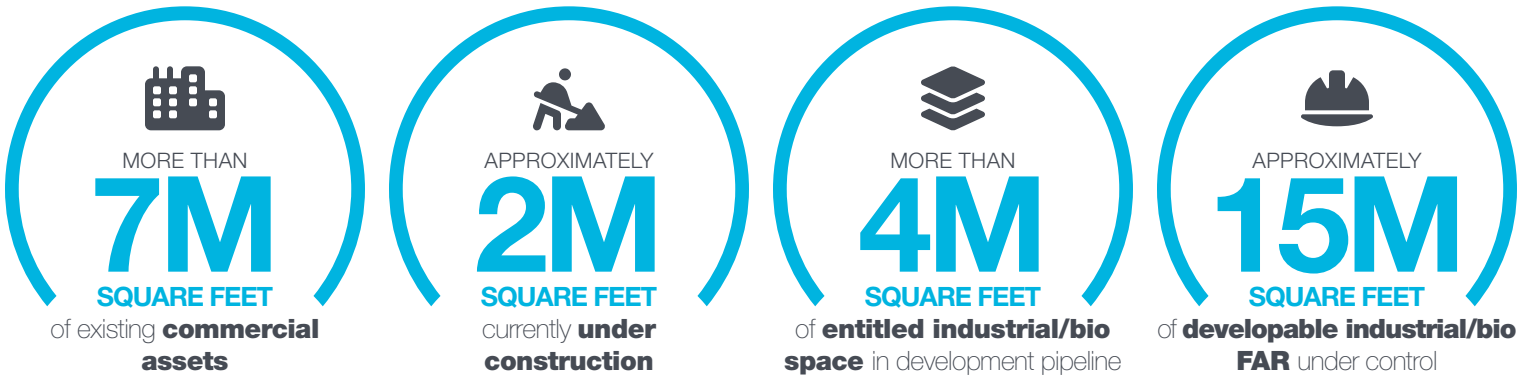 MORE THAN
7M
SQUARE FEET
of existing commercial
assets
APPROXIMATELY
2M
SQUARE FEET
currently under
construction
MORE THAN
4M
SQUARE FEET
of entitled industrial/bio
space in development pipeline
APPROXIMATELY
15M
SQUARE FEET
of developable industrial/bio
FAR under control